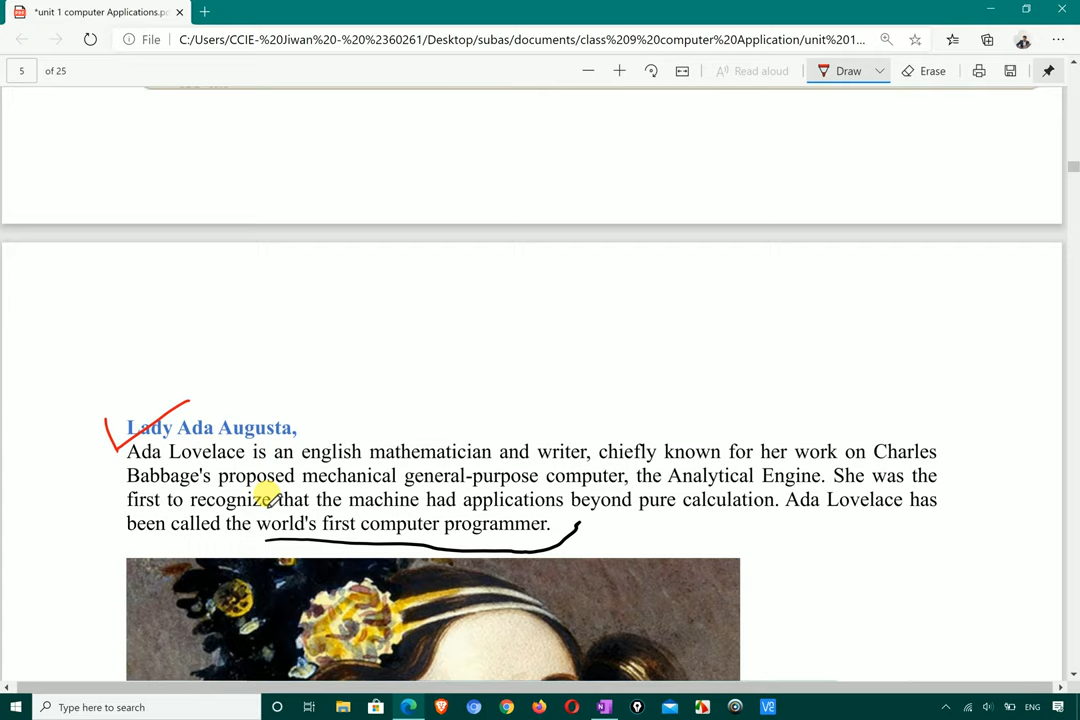 *unit 1 computer Applications.pd
File
C:/Users/CCIE-%20Jiwan%20-%20%2360261/Desktop/subas/documents/class%209%20computer%20Application/unit%201...
5 of 25
Read aloud
Draw
Erase
Lady Ada Augusta,
Ada Lovelace is an english mathematician and writer, chiefly known for her work on Charles
Babbage's proposed mechanical general-purpose computer, the Analytical Engine. She was the
first to recognize that the machine had applications beyond pure calculation. Ada Lovelace has
been called the world's first computer programmer.
Type here to search
ENG